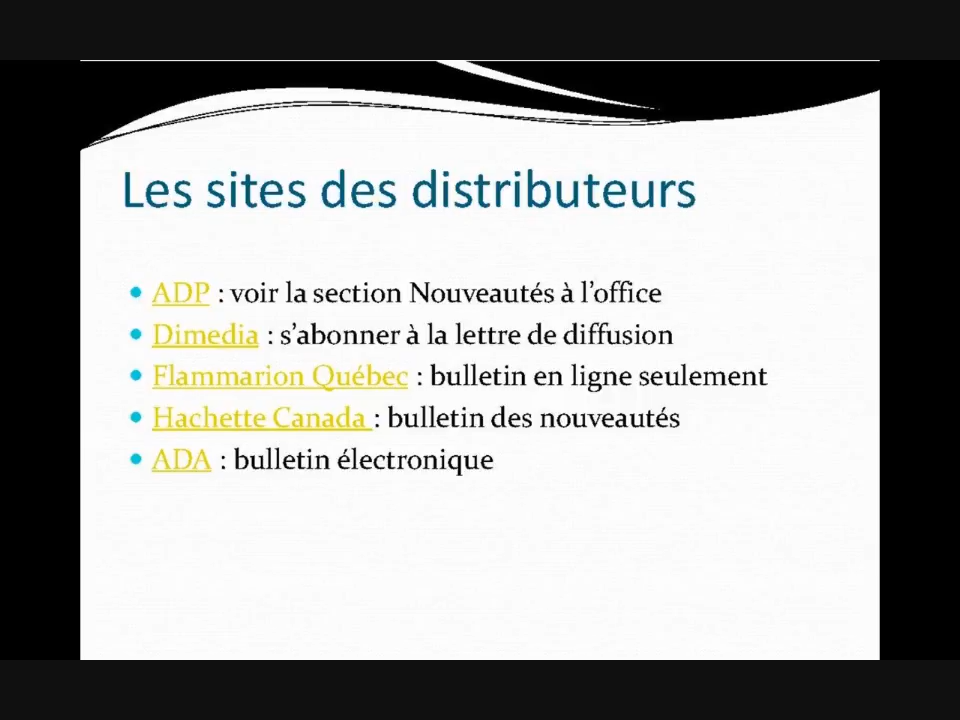 Les sites des distributeurs
• ADP : voir la section Nouveautés à l’office
• Dimedia : s’abonner à la lettre de diffusion
• Flammarion Québec : bulletin en ligne seulement
• Hachette Canada : bulletin des nouveautés
• ADA : bulletin électronique